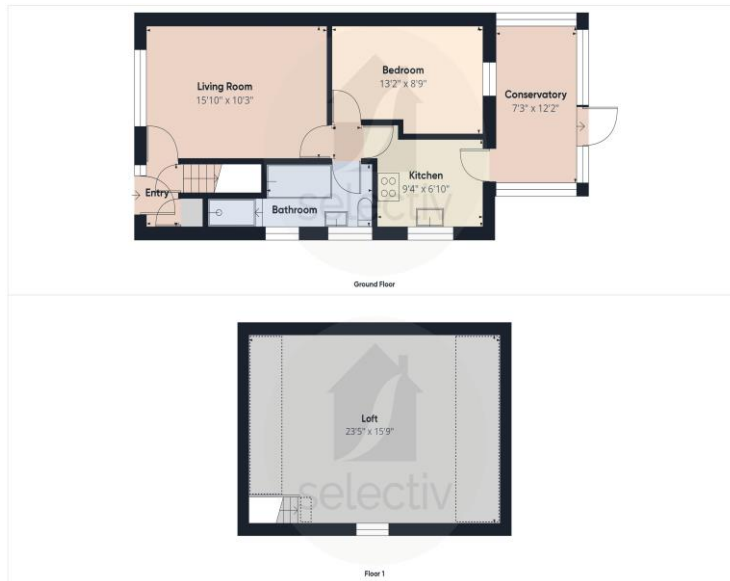 Living Room
15'10" x 10'3"
Bedroom
13'2" x 8'9"
Conservatory
7'3" x 12'2"
Kitchen
9'4" x 6'10"
Entry
Bathroom
selectiv
Ground Floor
Loft
23'5" x 15'9"
selectiv
Floor 1